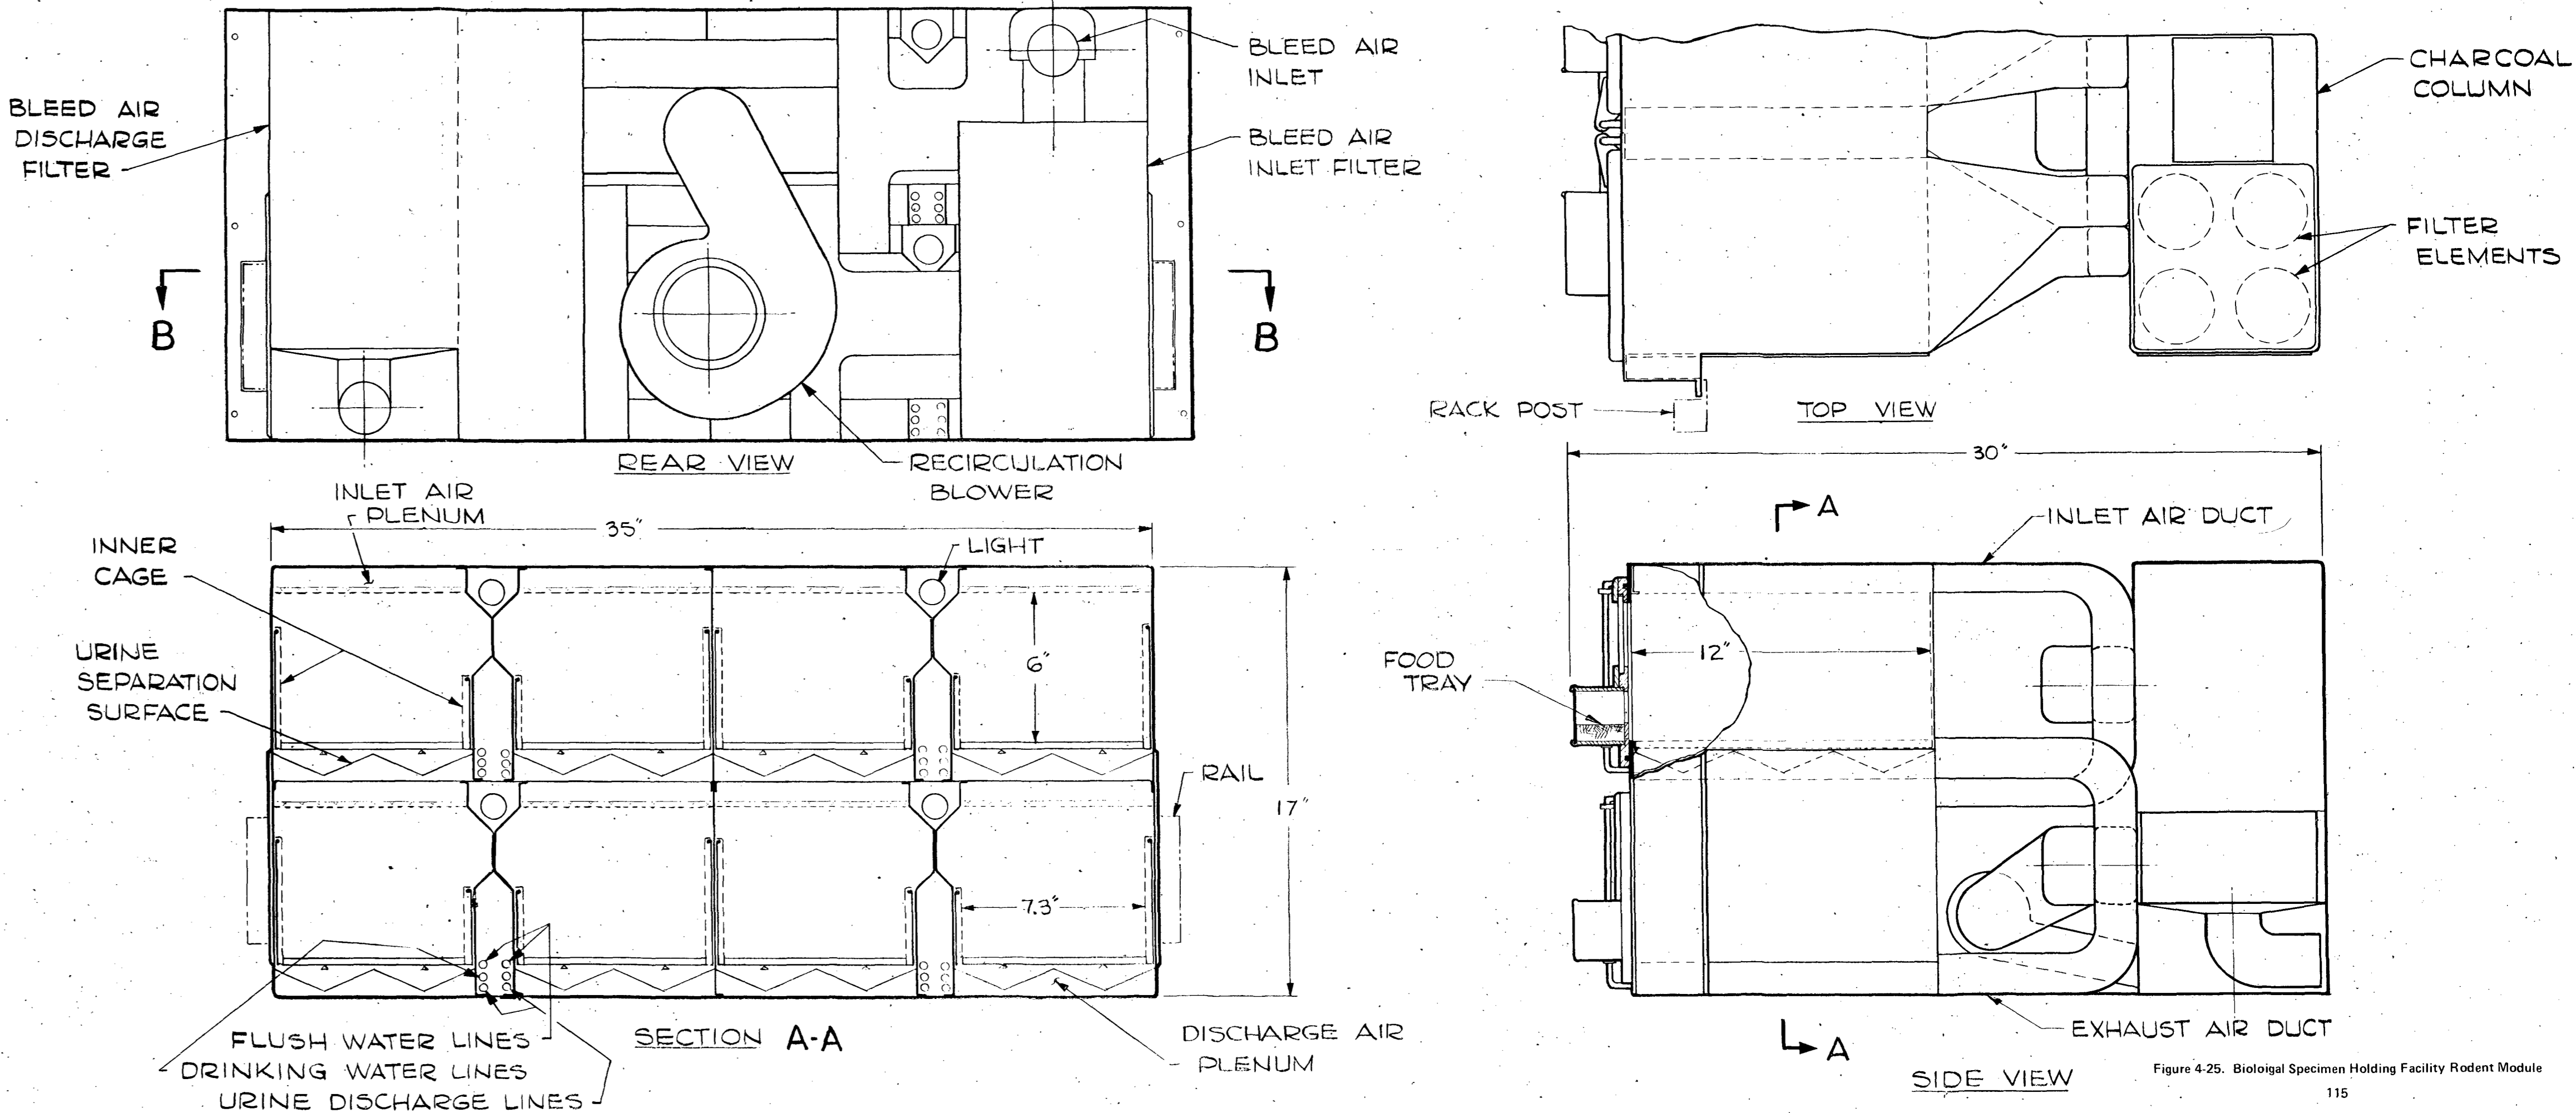 BLEED AIR
DISCHARGE
FILTER
BLEED AIR
INLET
BLEED AIR
INLET FILTER
B
B
REAR VIEW
RECIRCULATION
BLOWER
CHARCOAL
COLUMN
FILTER
ELEMENTS
RACK POST
TOP VIEW
INLET AIR
PLENUM
35"
LIGHT
INNER
CAGE
URINE
SEPARATION
SURFACE
6"
RAIL
17"
7.3"
FLUSH WATER LINES
DRINKING WATER LINES
URINE DISCHARGE LINES
SECTION A-A
DISCHARGE AIR
PLENUM
30"
A
INLET AIR DUCT
12"
FOOD
TRAY
A
EXHAUST AIR DUCT
SIDE VIEW
Figure 4-25. Bioloigal Specimen Holding Facility Rodent Module
115